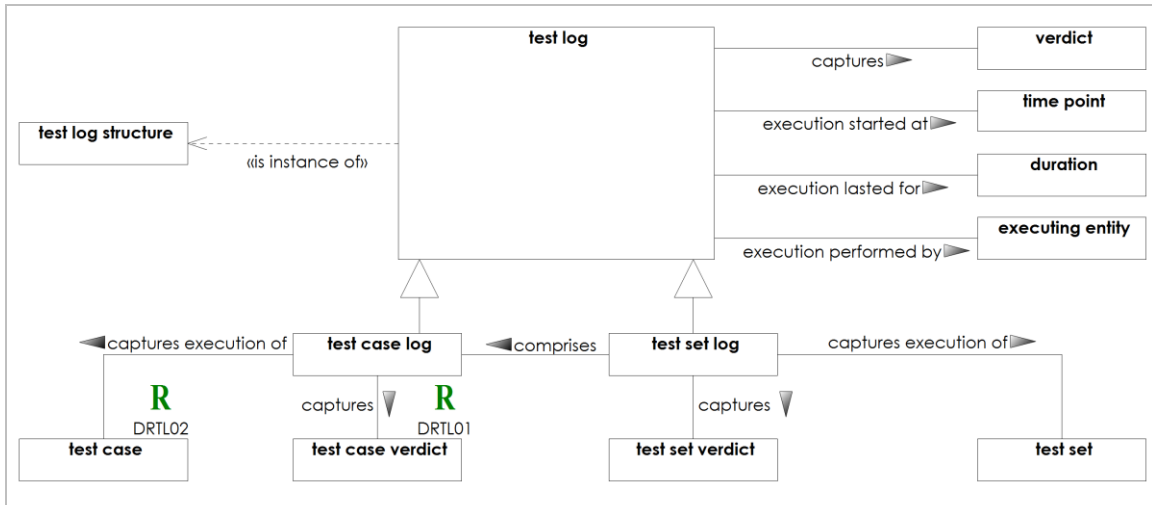 test log
verdict
captures
time point
test log structure
execution started at
«is instance of»
duration
execution lasted for
executing entity
execution performed by
captures execution of
test case log
comprises
test set log
captures execution of
R
DRTL02
captures
R
DRTL01
captures
test case
test case verdict
test set verdict
test set